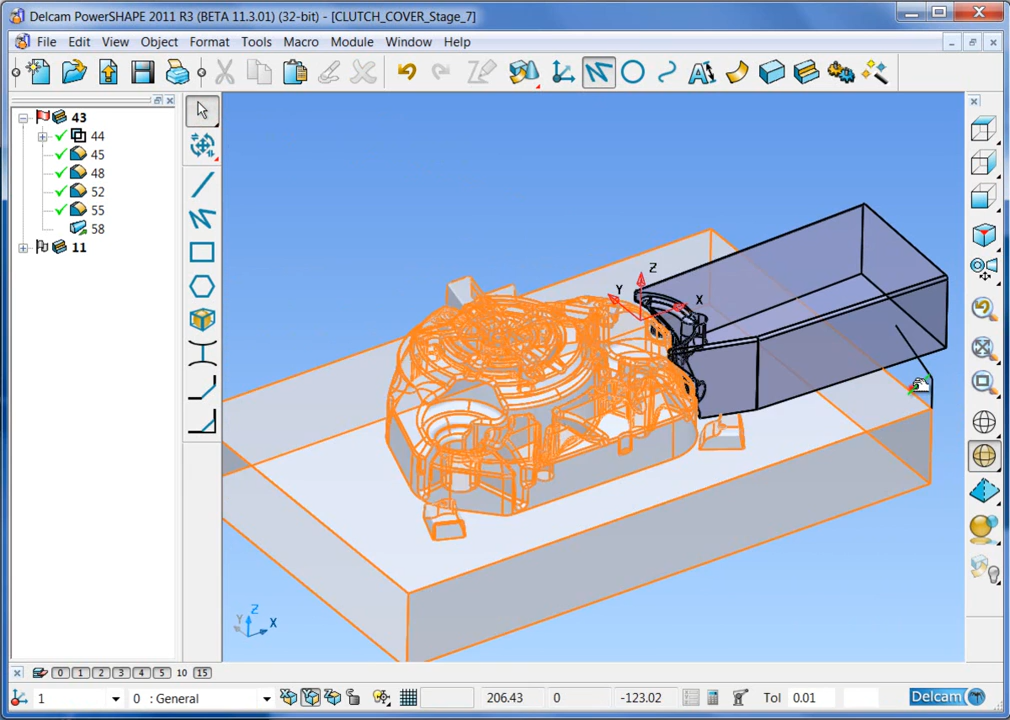 Delcam PowerSHAPE 2011 R3 (BETA 11.3.01) (32-bit) - [CLUTCH_COVER_Stage_7]
File Edit View Object Format Tools Macro Module Window Help
43
44
45
48
52
55
58
11
Z
Y
X
Z
Y
X
0 1 2 3 4 5 10 15
1 0 : General 206.43 0 -123.02 Tol 0.01 Delcam